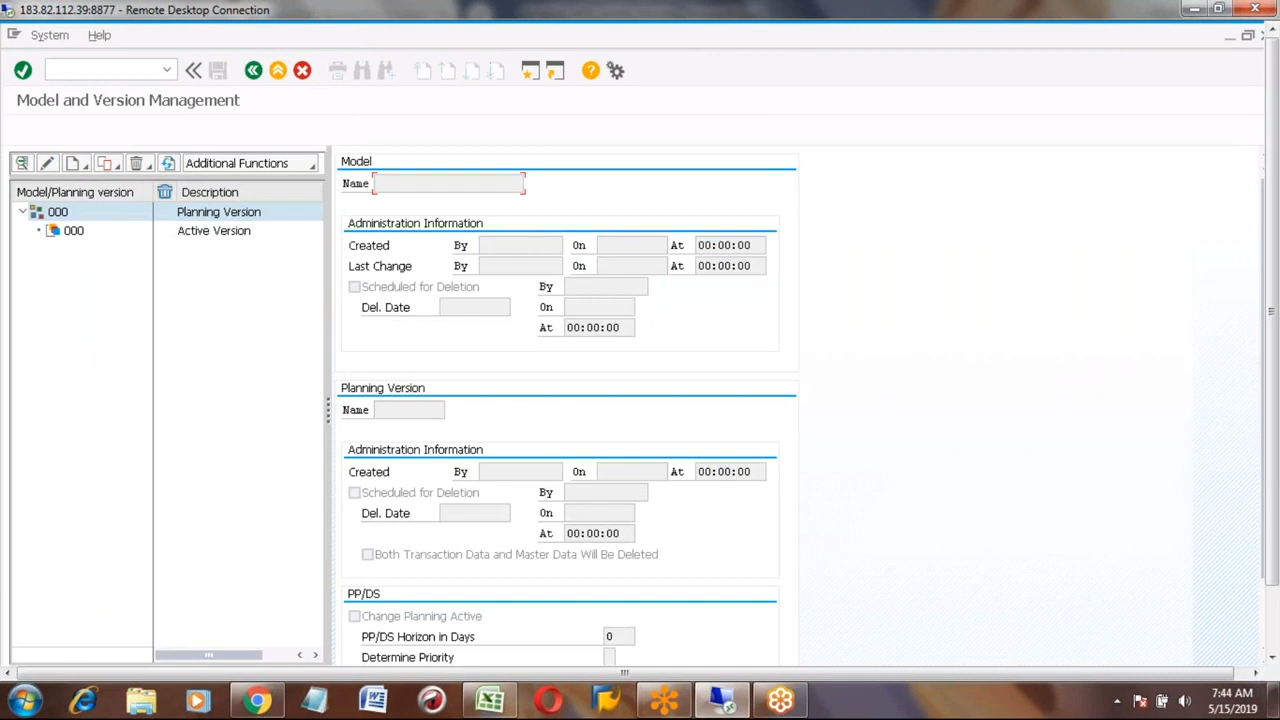 183.82.112.39:8877 - Remote Desktop Connection
System Help
Model and Version Management
Additional Functions
Model/Planning version Description
000 Planning Version
000 Active Version
Model
Name
Administration Information
Created By On At 00:00:00
Last Change By On At 00:00:00
Scheduled for Deletion By
Del. Date On
At 00:00:00
Planning Version
Name
Administration Information
Created By On At 00:00:00
Scheduled for Deletion By
Del. Date On
At 00:00:00
Both Transaction Data and Master Data Will Be Deleted
PP/DS
Change Planning Active
PP/DS Horizon in Days 0
Determine Priority
7:44 AM
5/15/2019